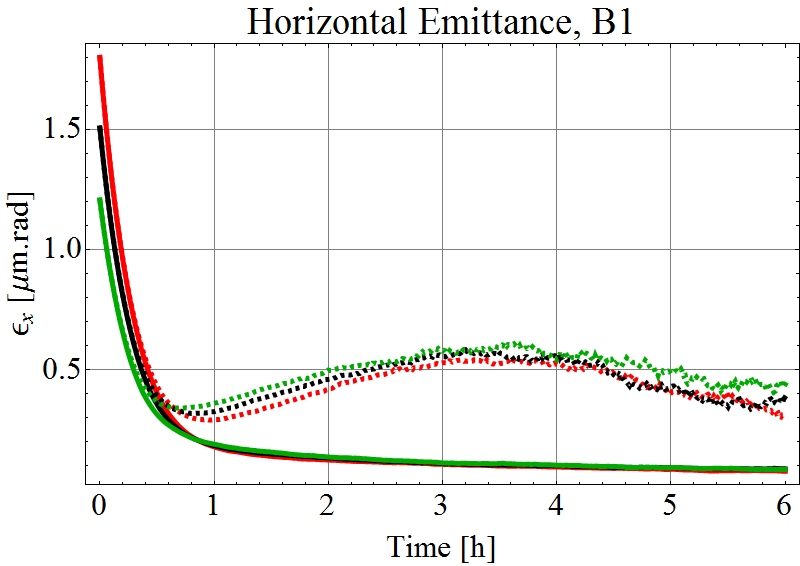 Horizontal Emittance, B1
ϵx [μm.rad]
1.5
1.0
0.5
0 1 2 3 4 5 6
Time [h]